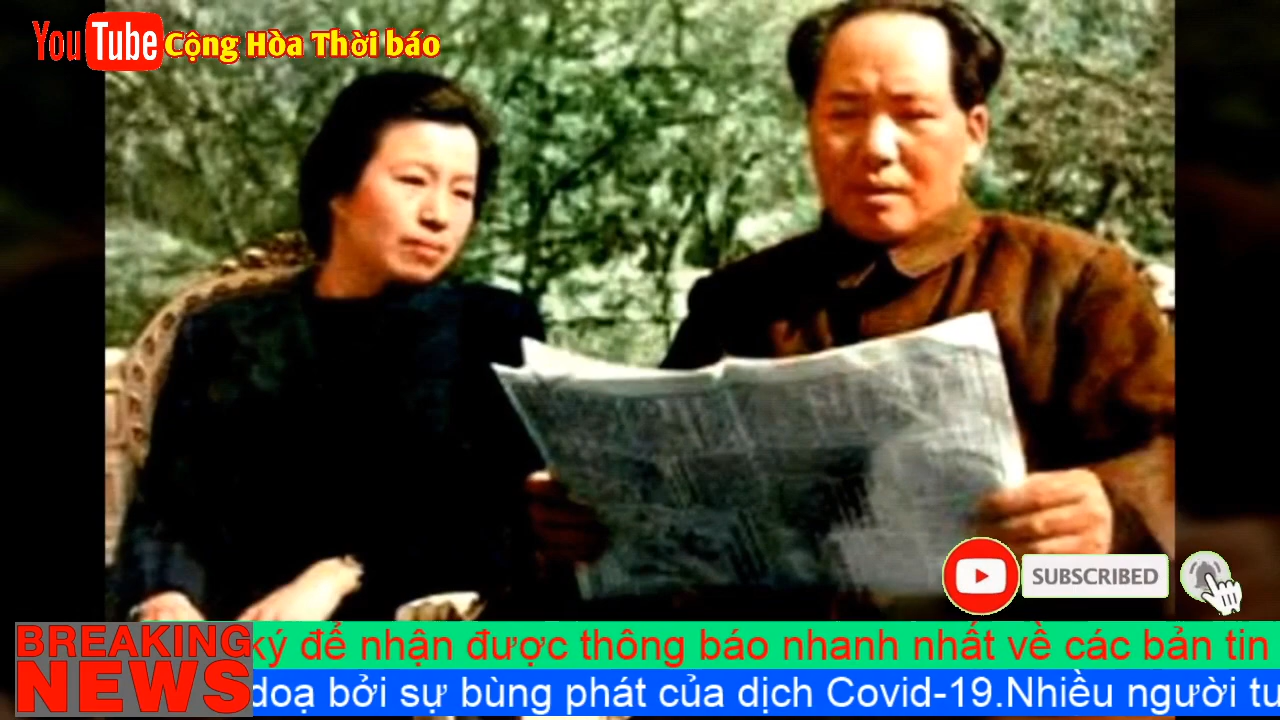 YouTube Cộng Hòa Thời báo
SUBSCRIBED
BREAKING
NEWS
ký để nhận được thông báo nhanh nhất về các bản tin
doạ bởi sự bùng phát của dịch Covid-19.Nhiều người